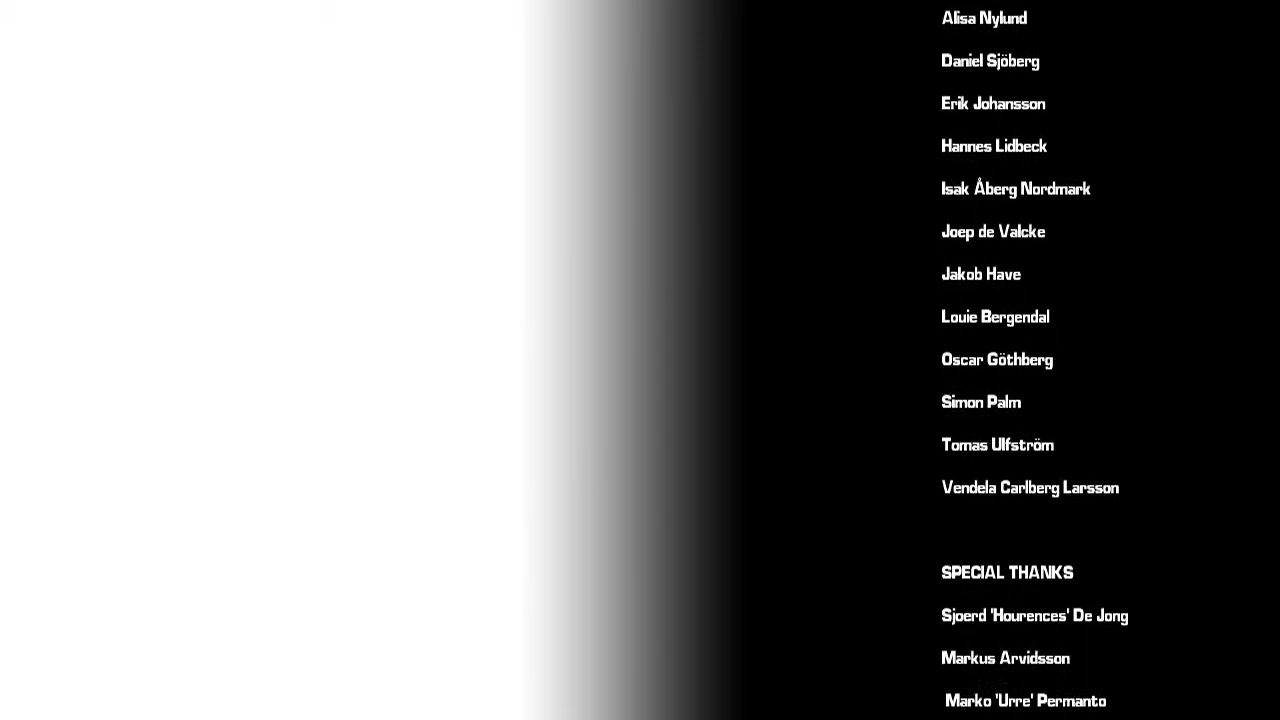 Alisa Nylund
Daniel Sjöberg
Erik Johansson
Hannes Lidbeck
Isak Åberg Nordmark
Joep de Valcke
Jakob Have
Louie Bergendal
Oscar Göthberg
Simon Palm
Tomas Ulfström
Vendela Carlberg Larsson
SPECIAL THANKS
Sjoerd 'Hourences' De Jong
Markus Arvidsson
Marko 'Urre' Permanto